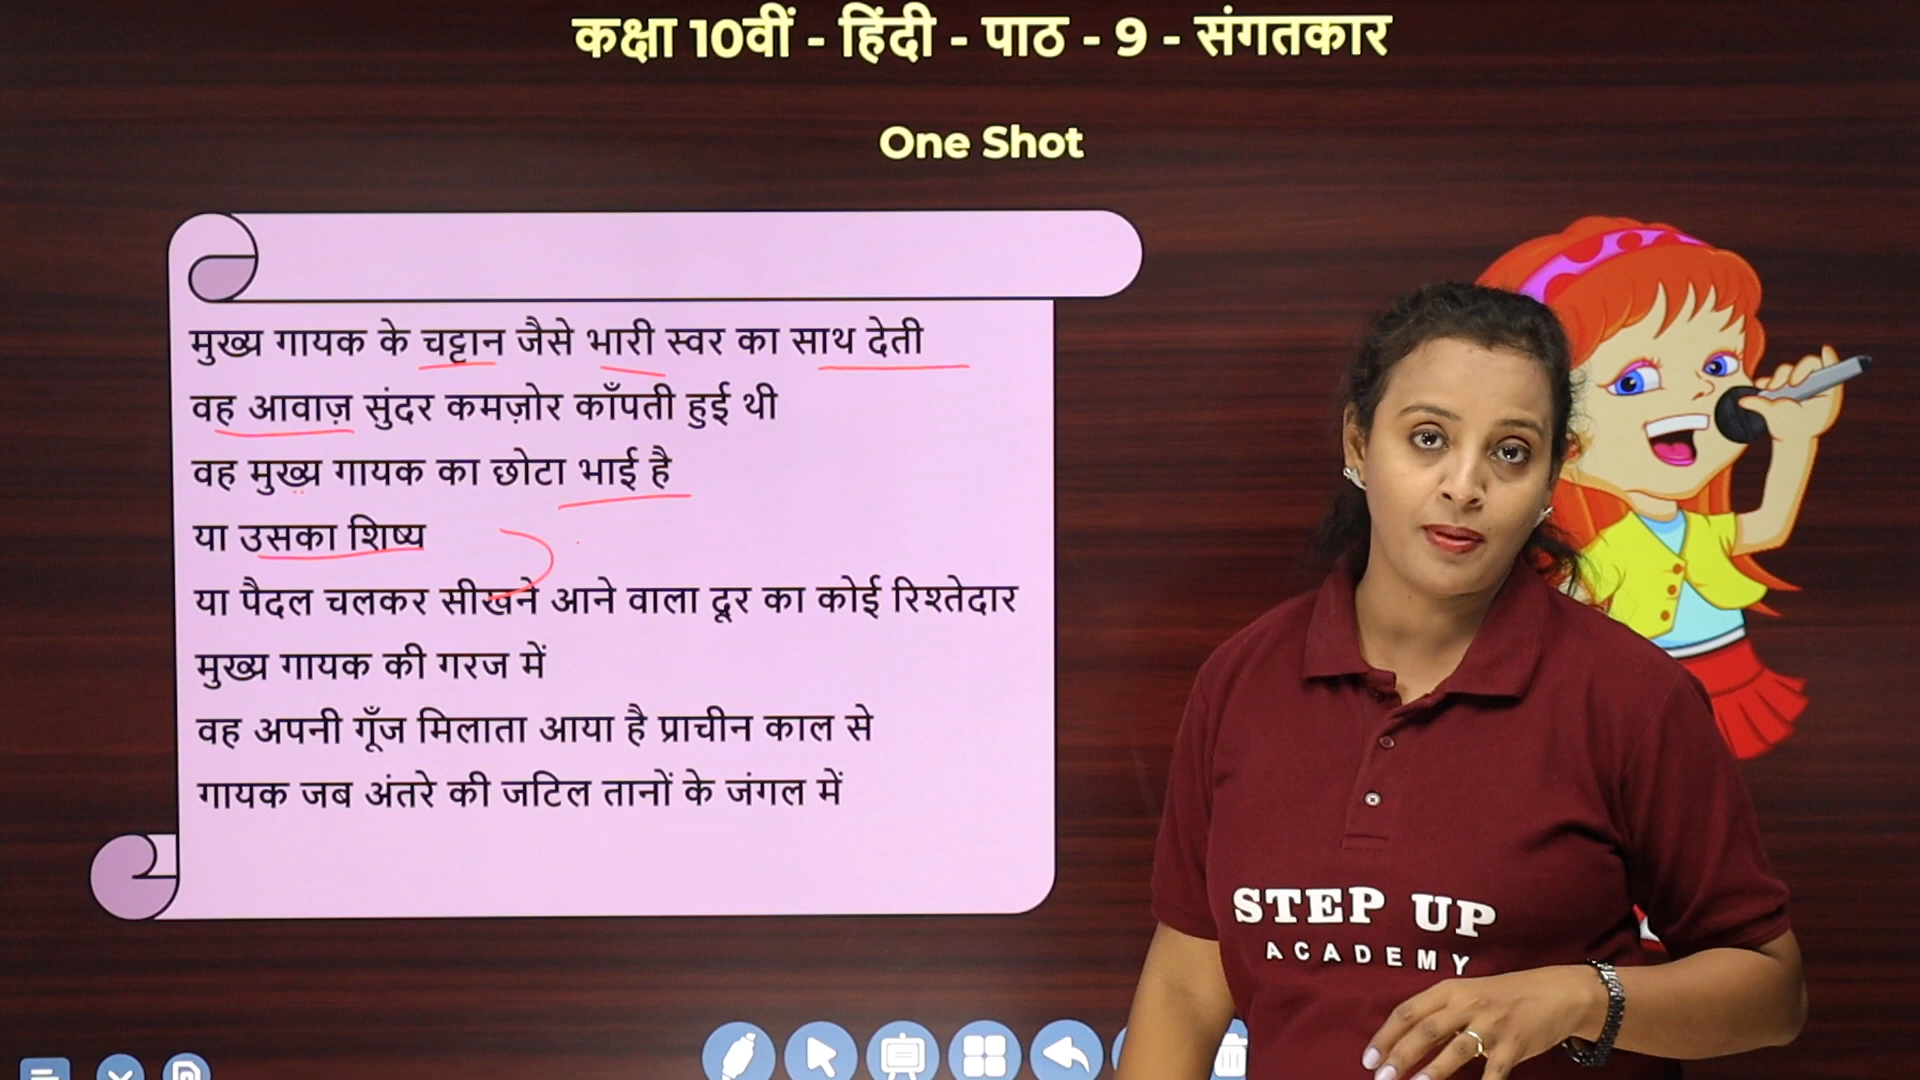 कक्षा 10वीं - हिंदी - पाठ - 9 - संगतकार
One Shot
मुख्य गायक के चट्टान जैसे भारी स्वर का साथ देती
वह आवाज़ सुंदर कमज़ोर काँपती हुई थी
वह मुख्य गायक का छोटा भाई है
या उसका शिष्य
या पैदल चलकर सीखने आने वाला दूर का कोई रिश्तेदार
मुख्य गायक की गरज में
वह अपनी गूँज मिलाता आया है प्राचीन काल से
गायक जब अंतरे की जटिल तानों के जंगल में
STEP UP
ACADEMY